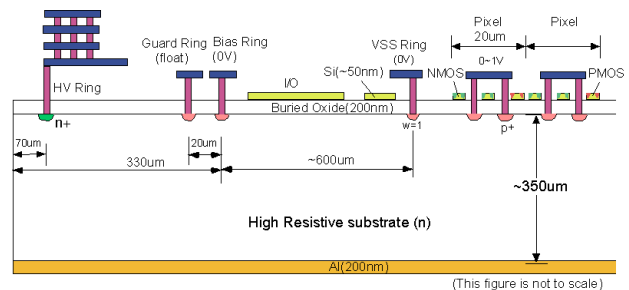 Pixel
20um
Pixel
Guard Ring
(float)
Bias Ring
(0V)
VSS Ring
(0V)
0~1V
NMOS
PMOS
HV Ring
I/O
Si(~50nm)
Buried Oxide(200nm)
n+
w=1
p+
70um
20um
330um
~600um
~350um
High Resistive substrate (n)
Al(200nm)
(This figure is not to scale)